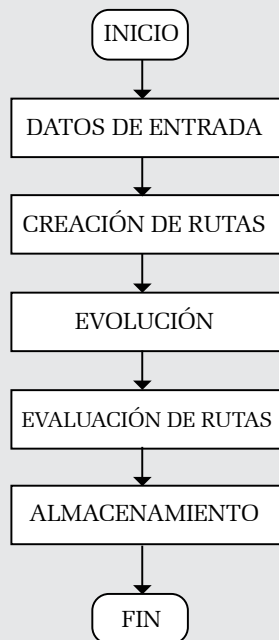 INICIO
DATOS DE ENTRADA
CREACIÓN DE RUTAS
EVOLUCIÓN
EVALUACIÓN DE RUTAS
ALMACENAMIENTO
FIN